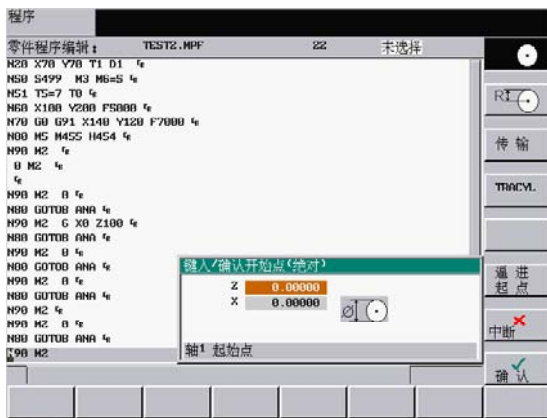 程序
零件程序编辑： TEST2.MPF 22 未选择
N20 X70 Y70 T1 D1
N50 S499 M3 M6=5
N51 T5=7 T0
N60 X100 Y200 F5000
N70 G0 G91 X140 Y120 F7000
N00 M5 M455 H454
N90 M2
0 M2
N90 M2 0
N80 GOTOB ANA
N90 M2 G X0 Z100
N80 GOTOB ANA
N90 M2 0
N00 GOTOB ANA
N90 M2 0
N80 GOTOB ANA
N90 M2
N90 M2 0
N80 GOTOB ANA
N90 M2
键入/确认开始点(绝对)
Z 0.00000
X 0.00000
轴1 起始点
R
传输
TRACYL
逼进
起点
中断
确认